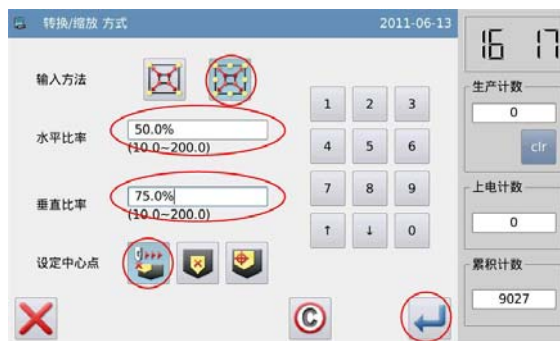 转换/缩放 方式 2011-06-13
16 17
输入方法
水平比率 50.0%
(10.0~200.0)
垂直比率 75.0%
(10.0~200.0)
设定中心点
1 2 3
4 5 6
7 8 9
↑ ↓ 0
C
生产计数
0
clr
上电计数
0
累积计数
9027